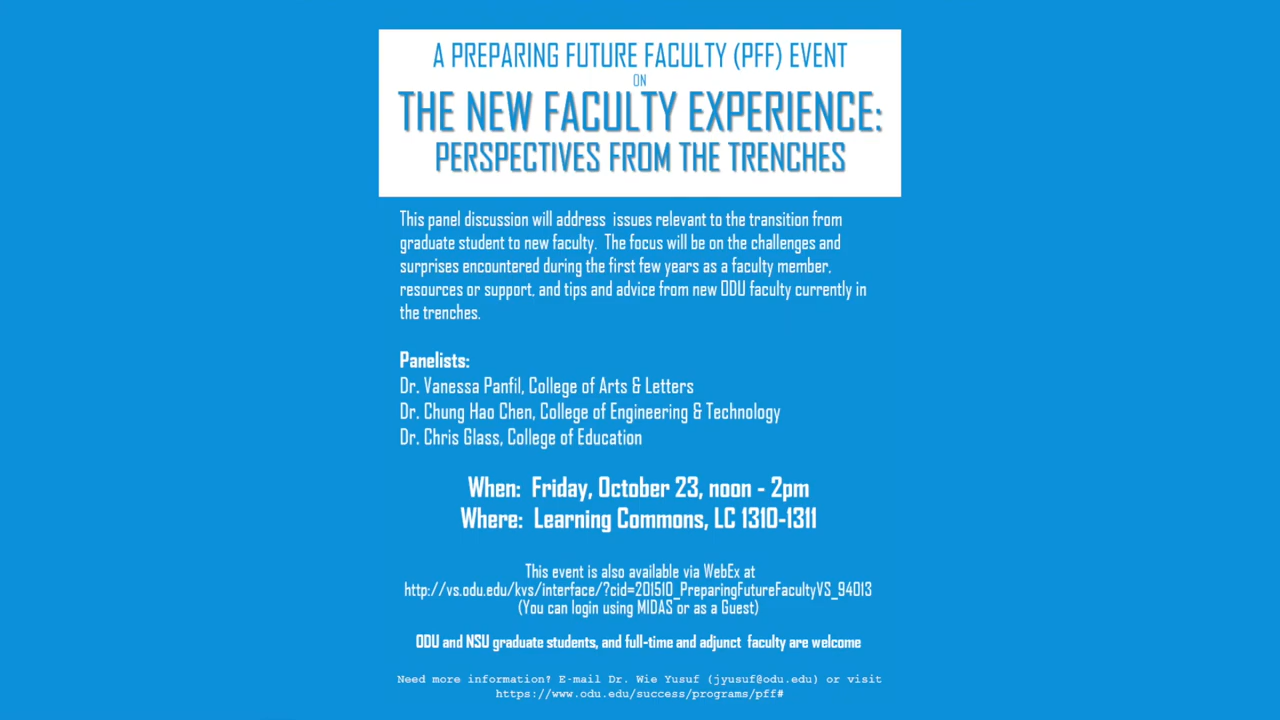 A PREPARING FUTURE FACULTY (PFF) EVENT
ON
THE NEW FACULTY EXPERIENCE:
PERSPECTIVES FROM THE TRENCHES
This panel discussion will address  issues relevant to the transition from
graduate student to new faculty.  The focus will be on the challenges and
surprises encountered during the first few years as a faculty member,
resources or support, and tips and advice from new ODU faculty currently in
the trenches.
Panelists:
Dr. Vanessa Panfil, College of Arts & Letters
Dr. Chung Hao Chen, College of Engineering & Technology
Dr. Chris Glass, College of Education
When:  Friday, October 23, noon - 2pm
Where:  Learning Commons, LC 1310-1311
This event is also available via WebEx at
http://vs.odu.edu/kvs/interface/?cid=201510_PreparingFutureFacultyVS_94013
(You can login using MIDAS or as a Guest)
ODU and NSU graduate students, and full-time and adjunct  faculty are welcome
Need more information? E-mail Dr. Wie Yusuf (jyusuf@odu.edu) or visit
https://www.odu.edu/success/programs/pff#